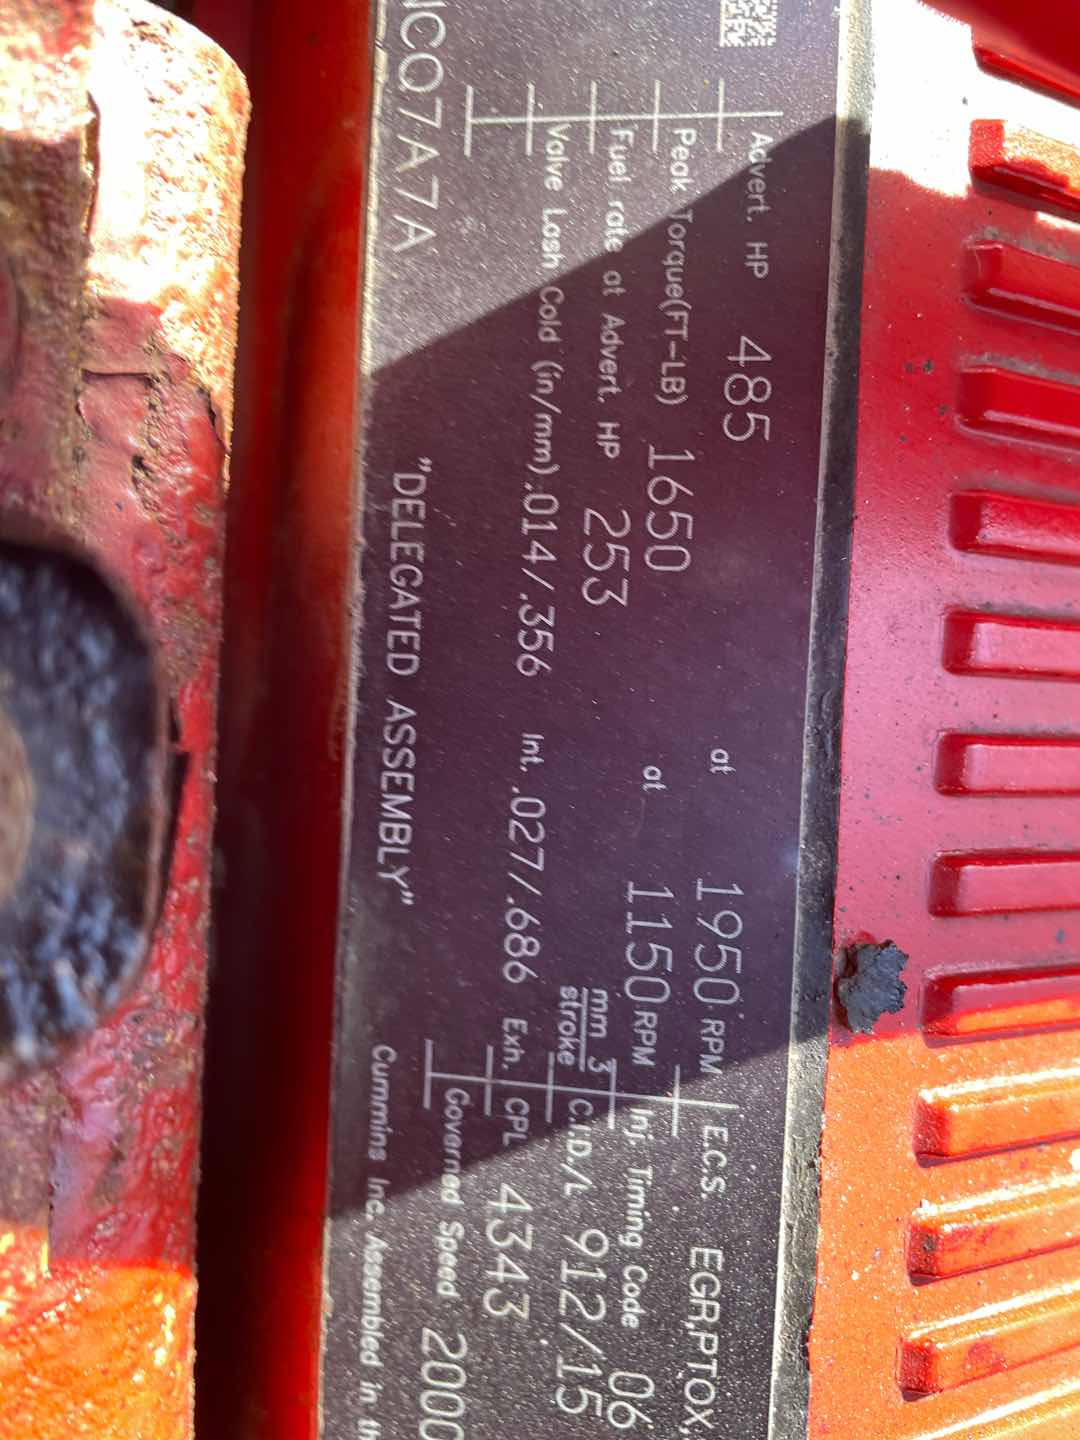 Advert. HP 485 at 1950 RPM
Peak Torque(FT-LB) 1650 at 1150 RPM
Fuel rate at Advert. HP 253 mm 3 stroke
Valve Lash Cold (in/mm) .014/.356 Int. .027/.686 Exh.
"DELEGATED ASSEMBLY"
E.C.S. EGR,PTOX,
Inj. Timing Code 06
C.I.D/L 912/15
CPL 4343
Governed Speed 2000
Cummins Inc. Assembled in